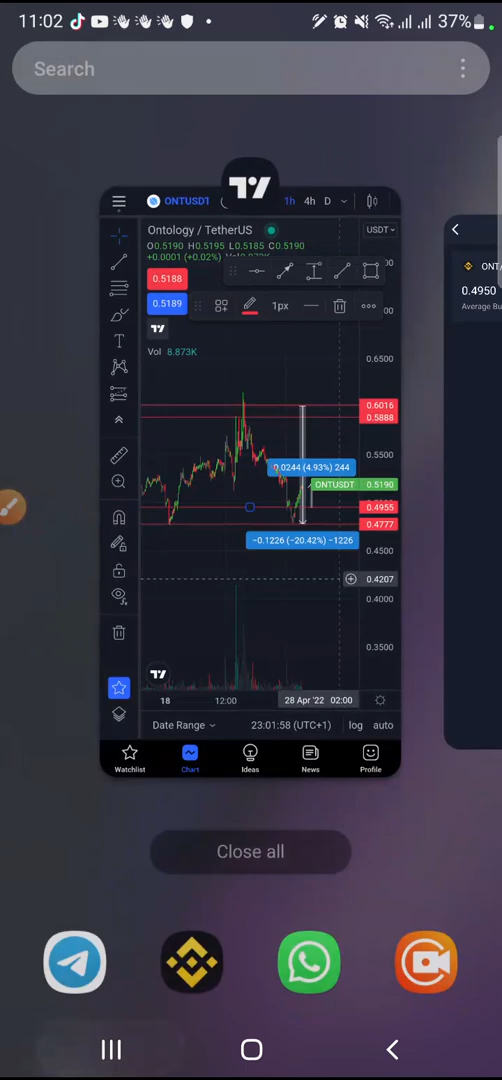 11:02
37%
Search
ONTUSDT
1h 4h D
Ontology / TetherUS
USDT
O0.5190 H0.5195 L0.5185 C0.5190
+0.0001 (+0.02%)
0.5188
0.5189
1px
Vol 8.873K
0.6500
0.6016
0.5888
0.5500
0.0244 (4.93%) 244
ONTUSDT 0.5190
0.4955
0.4777
−0.1226 (−20.42%) −1226
0.4500
0.4207
0.4000
0.3500
18 12:00 28 Apr '22 02:00
Date Range 23:01:58 (UTC+1) log auto
Watchlist Chart Ideas News Profile
0.4950
Average Bu
Close all